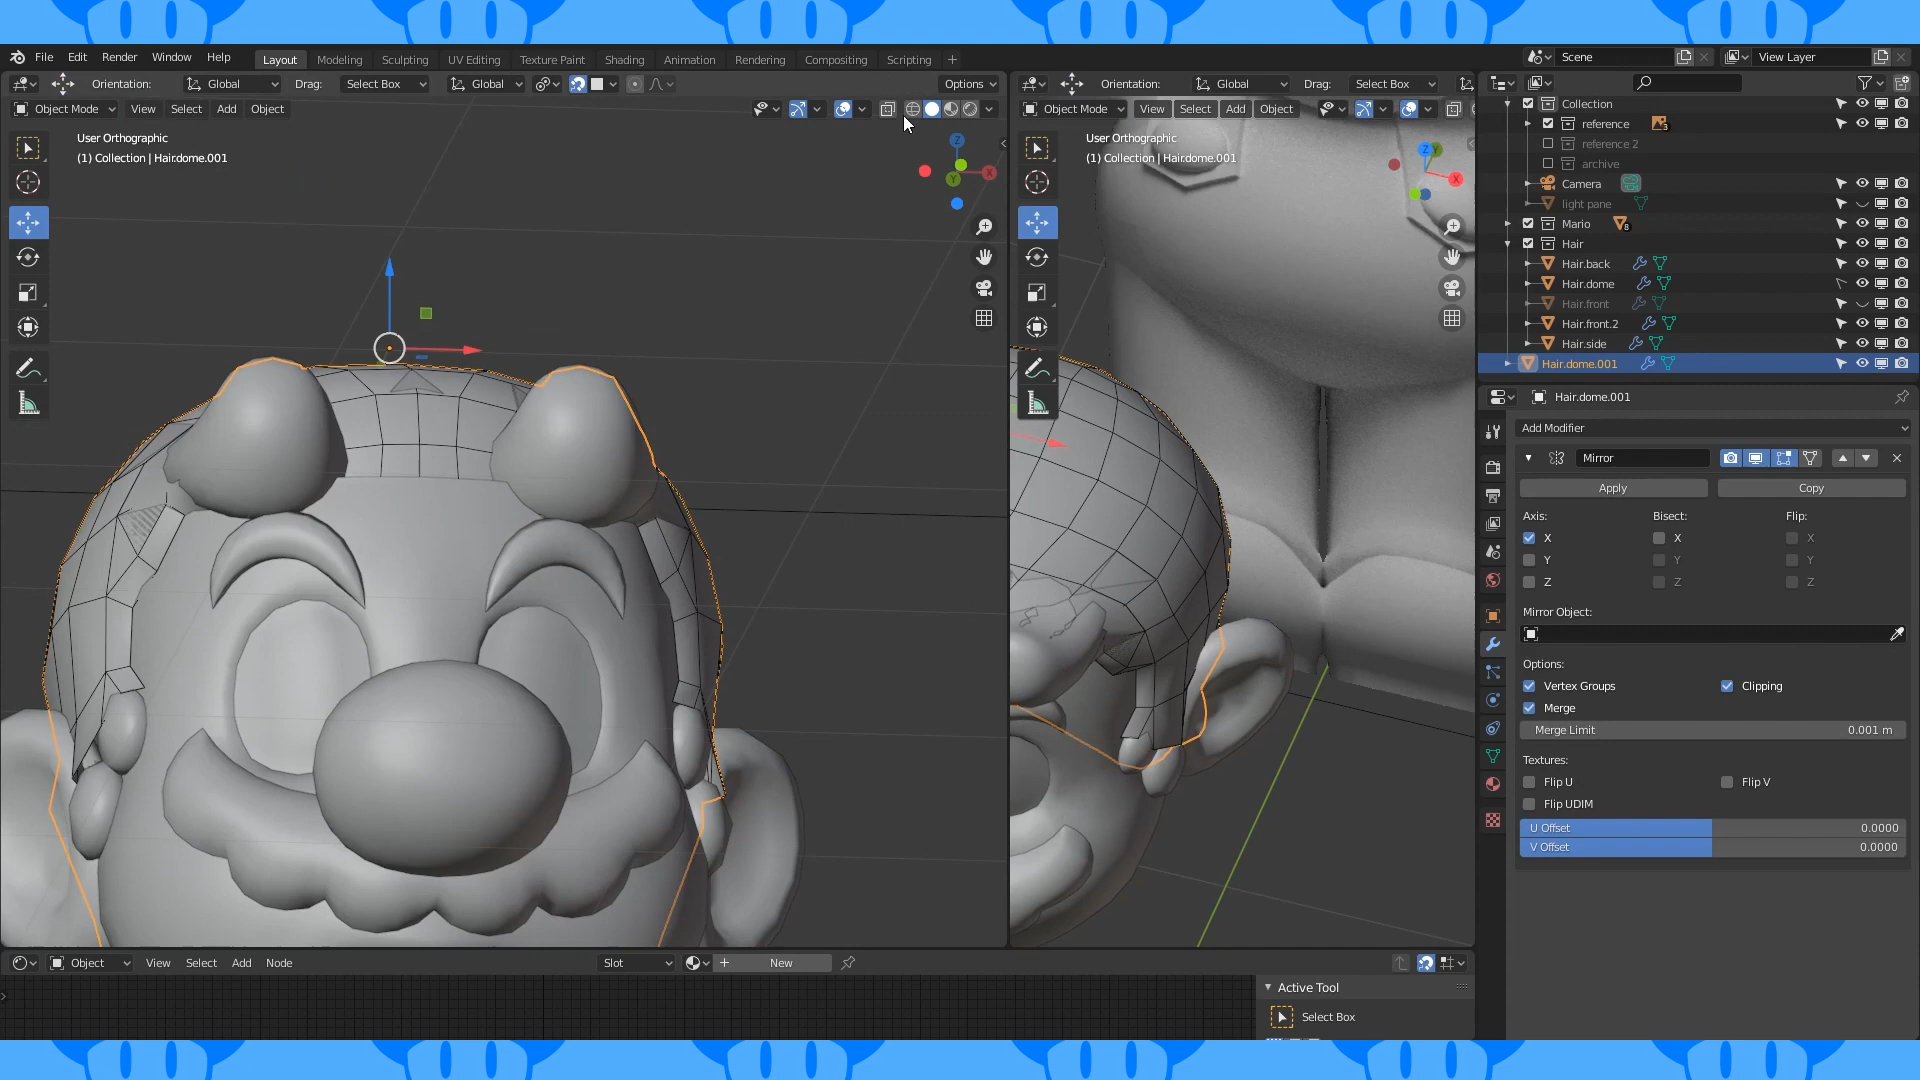 File Edit Render Window Help Layout Modeling Sculpting UV Editing Texture Paint Shading Animation Rendering Compositing Scripting + Scene View Layer
Orientation: Global Drag: Select Box Global Options Orientation: Global Drag: Select Box
Object Mode View Select Add Object Object Mode View Select Add Object
User Orthographic
(1) Collection | Hair.dome.001
Z
X
Y
User Orthographic
(1) Collection | Hair.dome.001
Z
Y
X
Collection
reference 3
reference 2
archive
Camera
light pane
Mario 8
Hair
Hair.back
Hair.dome
Hair.front
Hair.front.2
Hair.side
Hair.dome.001
Hair.dome.001
Add Modifier
Mirror
Apply Copy
Axis: Bisect: Flip:
X X X
Y Y Y
Z Z Z
Mirror Object:
Options:
Vertex Groups Clipping
Merge
Merge Limit 0.001 m
Textures:
Flip U Flip V
Flip UDIM
U Offset 0.0000
V Offset 0.0000
Object View Select Add Node Slot + New
Active Tool
Select Box